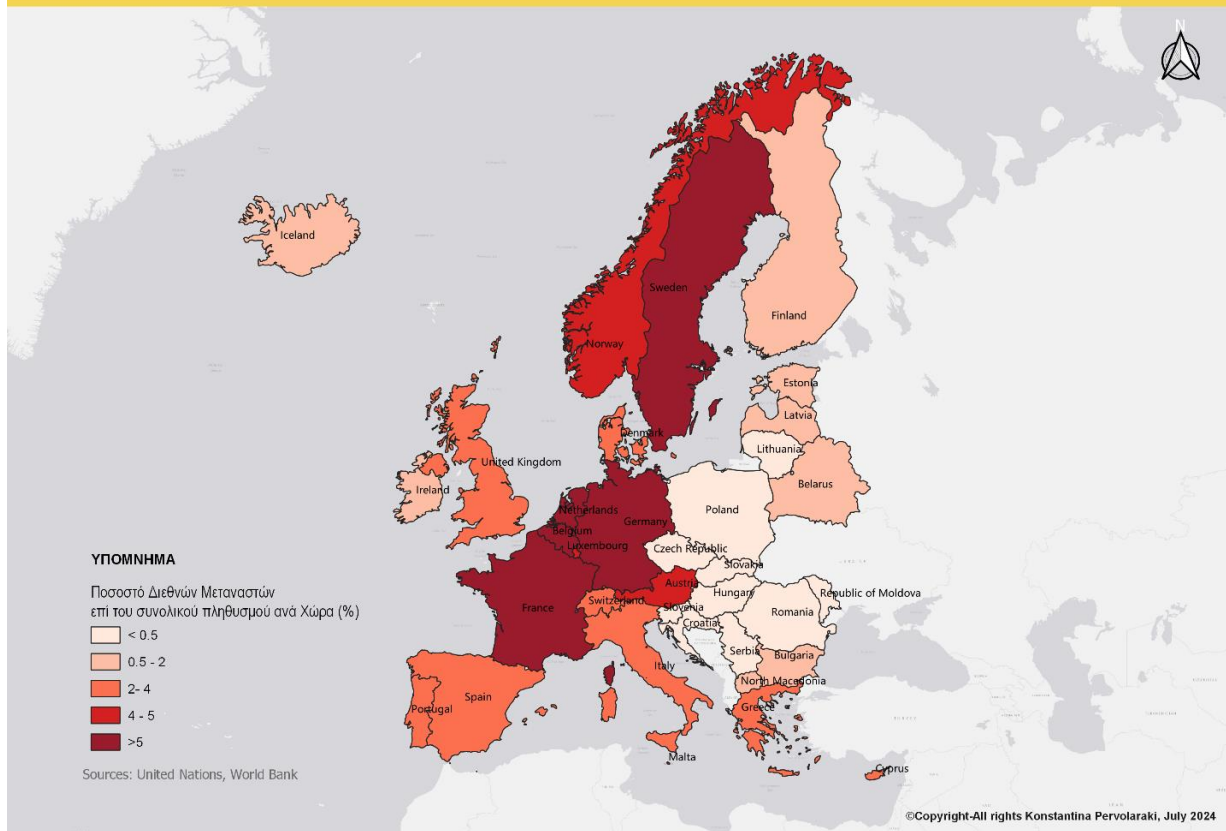 N
Iceland
Sweden
Finland
Norway
Estonia
Latvia
Denmark
Lithuania
United Kingdom
Belarus
Ireland
Netherlands
Poland
Germany
Belgium
Luxembourg
Czech Republic
Slovakia
Austria
Hungary
Republic of Moldova
Switzerland
France
Slovenia
Romania
Croatia
Serbia
Bulgaria
Italy
North Macedonia
Spain
Portugal
Greece
Malta
Cyprus
ΥΠΟΜΝΗΜΑ
Ποσοστό Διεθνών Μεταναστών
επί του συνολικού πληθυσμού ανά Χώρα (%)
< 0.5
0.5 - 2
2- 4
4 - 5
>5
Sources: United Nations, World Bank
©Copyright-All rights Konstantina Pervolaraki, July 2024